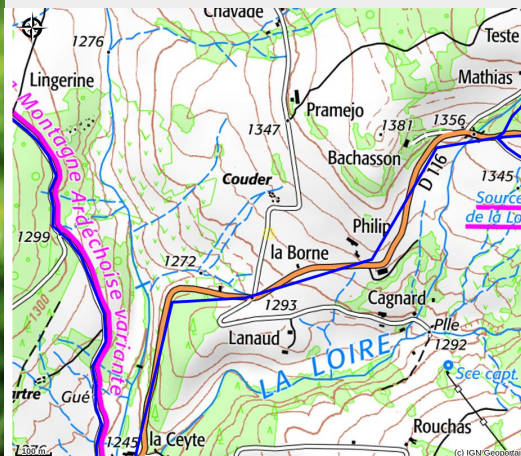 Chavade
1276
Teste
Lingerine
Mathias
Pramejo
1347
1381
1356
Bachasson
D 116
1345
Couder
Source
de la Lo
Montagne Ardéchoise variante
1299
Philip
1272
la Borne
1300
1293
Cagnard
Plle
1292
Lanaud
LA LOIRE
Sce capt.
Gué
Rouchas
1245
la Ceyte
100 m
(c) IGN Geoportai